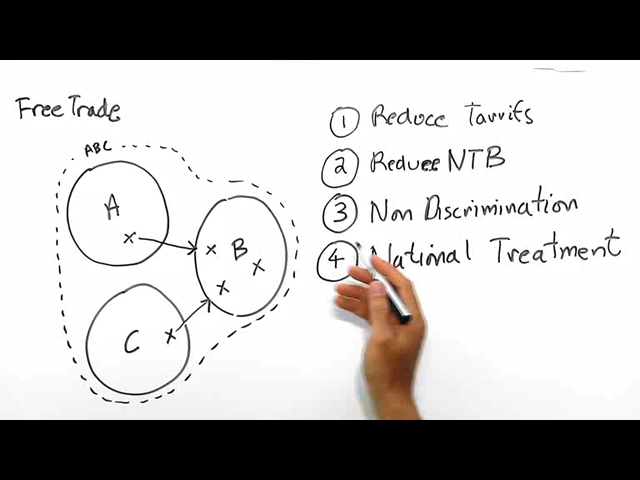 Free Trade
ABC
A
x
x B
x
x
C x
① Reduce Tarrifs
② Reduce NTB
③ Non Discrimination
④ National Treatment